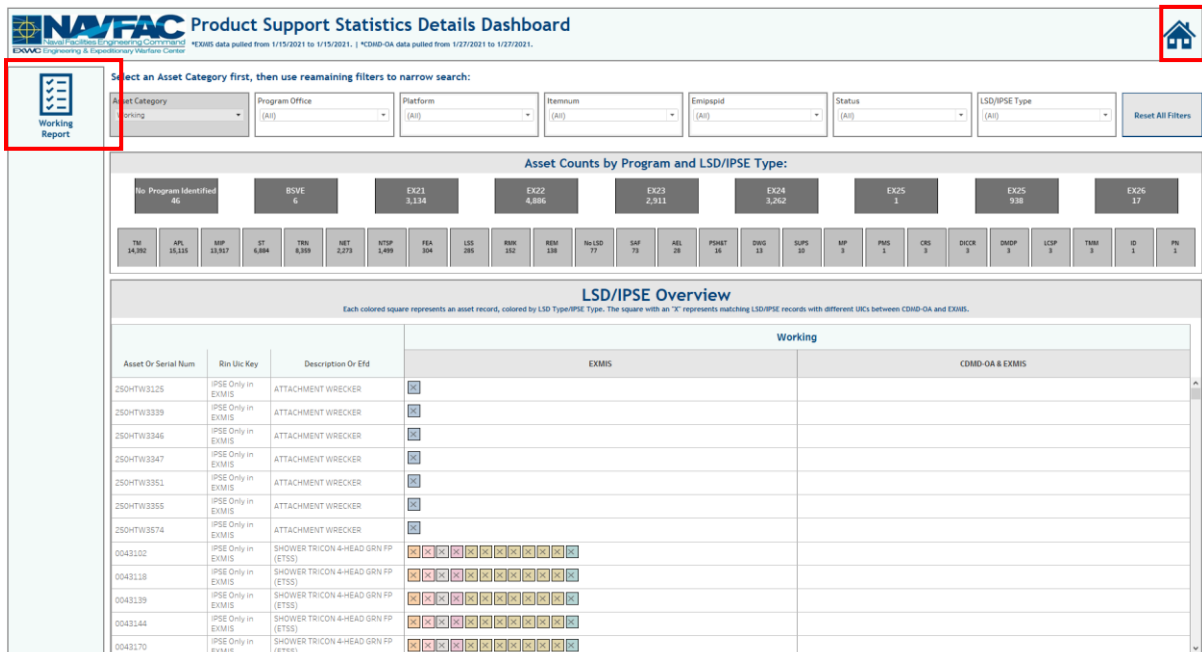 NAVFAC
Naval Facilities Engineering Command
EXWC Engineering & Expeditionary Warfare Center
Product Support Statistics Details Dashboard
*EXMIS data pulled from 1/15/2021 to 1/15/2021. | *CDMD-OA data pulled from 1/27/2021 to 1/27/2021.
Working
Report
Select an Asset Category first, then use reamaining filters to narrow search:
Asset Category Program Office Platform Itemnum Emipspid Status LSD/IPSE Type
Working (All) (All) (All) (All) (All) (All) Reset All Filters
Asset Counts by Program and LSD/IPSE Type:
No Program Identified BSVE EX21 EX22 EX23 EX24 EX25 EX25 EX26
46 6 3,134 4,886 2,911 3,262 1 938 17
TM APL MIP ST TRN NET NTSP FEA LSS RMK REM No LSD SAF AEL PSH&T DWG SUPS MP PMS CRS DICCR DMDP LCSP TMM ID PN
14,392 15,115 13,917 6,884 8,359 2,273 1,499 304 285 152 138 77 73 28 16 13 10 3 1 3 3 3 3 3 1 1
LSD/IPSE Overview
Each colored square represents an asset record, colored by LSD Type/IPSE Type. The square with an "X" represents matching LSD/IPSE records with different UICs between CDMD-OA and EXMIS.
Working
Asset Or Serial Num Rin Uic Key Description Or Efd EXMIS CDMD-OA & EXMIS
250HTW3125 IPSE Only in EXMIS ATTACHMENT WRECKER
250HTW3339 IPSE Only in EXMIS ATTACHMENT WRECKER
250HTW3346 IPSE Only in EXMIS ATTACHMENT WRECKER
250HTW3347 IPSE Only in EXMIS ATTACHMENT WRECKER
250HTW3351 IPSE Only in EXMIS ATTACHMENT WRECKER
250HTW3355 IPSE Only in EXMIS ATTACHMENT WRECKER
250HTW3574 IPSE Only in EXMIS ATTACHMENT WRECKER
0043102 IPSE Only in EXMIS SHOWER TRICON 4-HEAD GRN FP (ETSS)
0043118 IPSE Only in EXMIS SHOWER TRICON 4-HEAD GRN FP (ETSS)
0043139 IPSE Only in EXMIS SHOWER TRICON 4-HEAD GRN FP (ETSS)
0043144 IPSE Only in EXMIS SHOWER TRICON 4-HEAD GRN FP (ETSS)
0043170 IPSE Only in EXMIS SHOWER TRICON 4-HEAD GRN FP (ETSS)